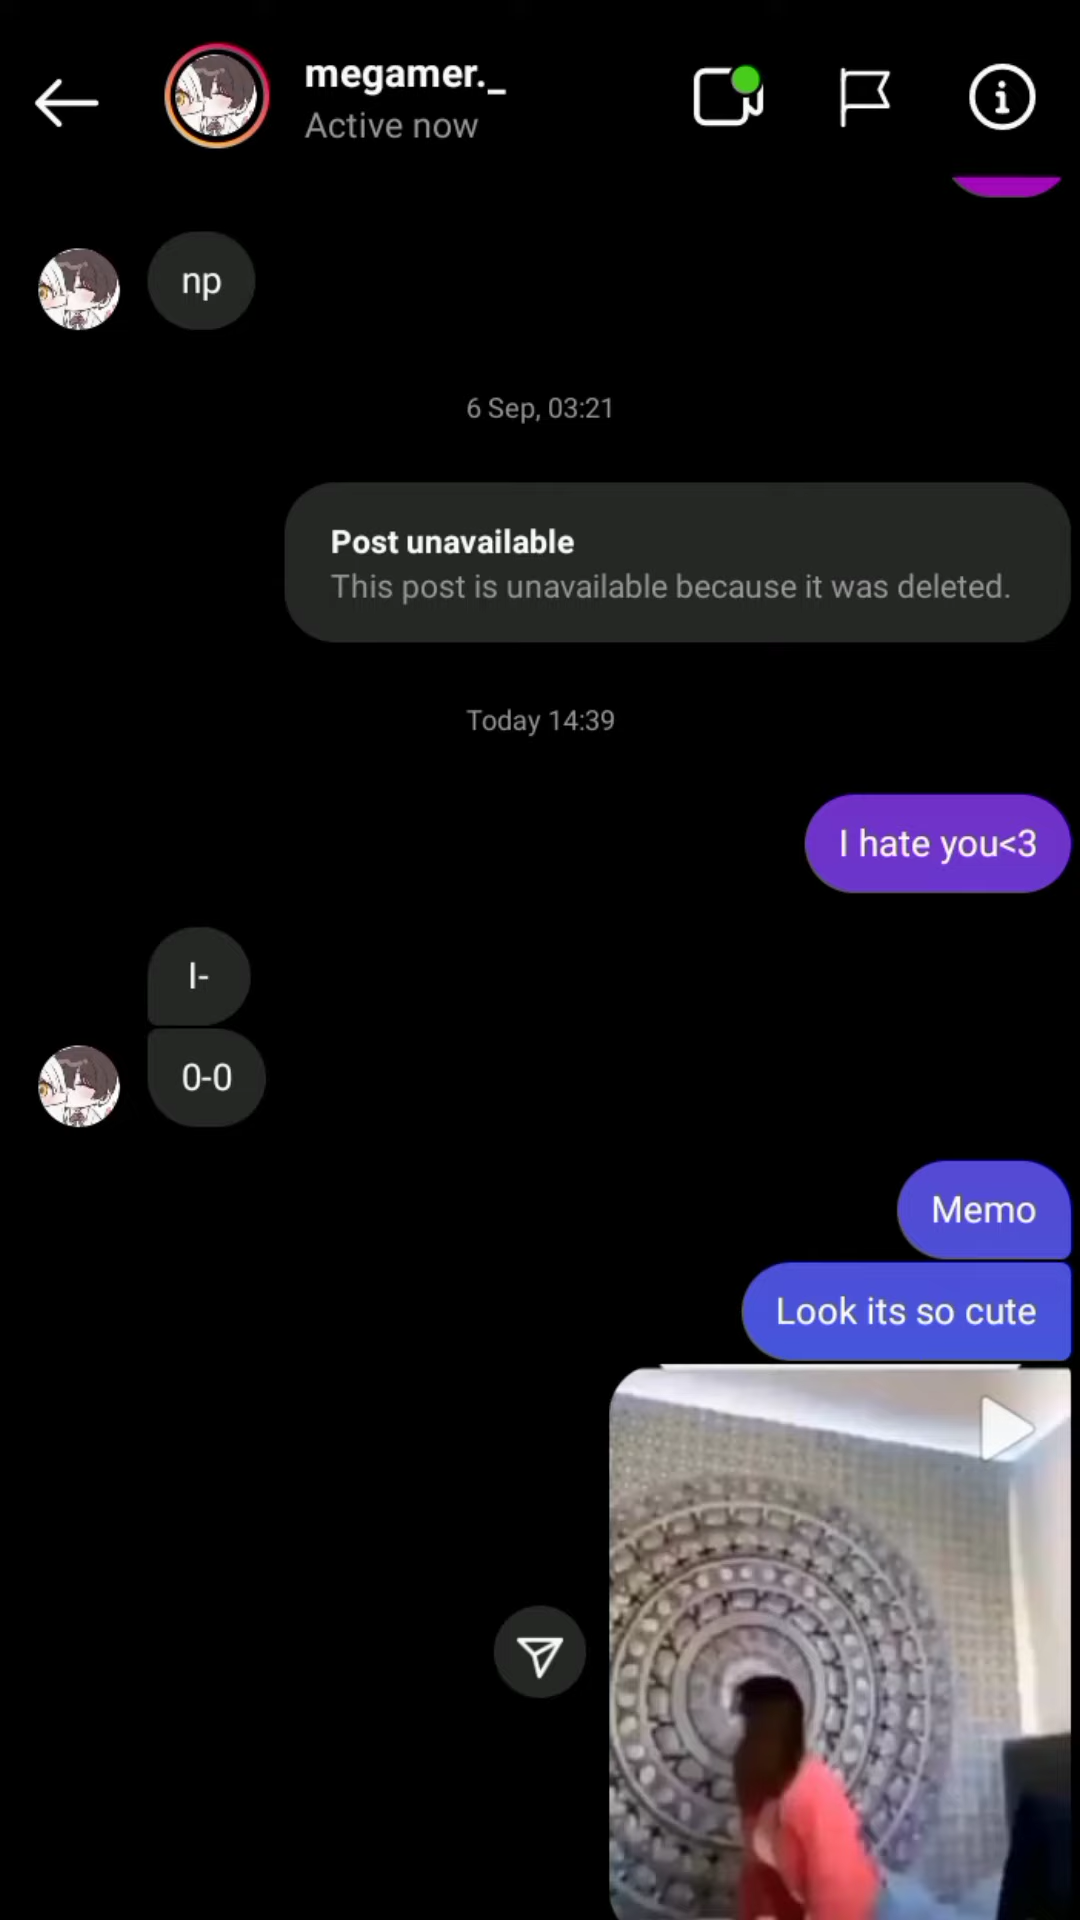 megamer._
Active now
np
6 Sep, 03:21
Post unavailable
This post is unavailable because it was deleted.
Today 14:39
I hate you<3
I-
0-0
Memo
Look its so cute